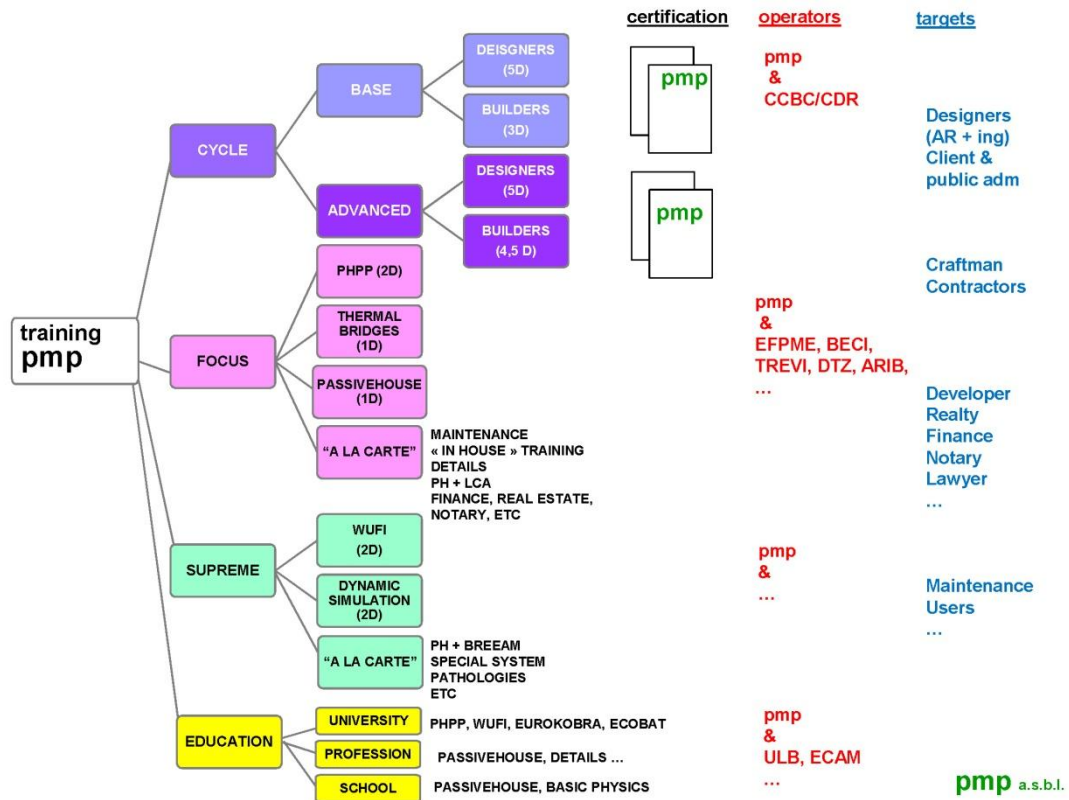 certification
operators
targets
DEISGNERS
(5D)
BASE
BUILDERS
(3D)
pmp
pmp
&
CCBC/CDR
Designers
(AR + ing)
Client &
public adm
CYCLE
DESIGNERS
(5D)
ADVANCED
BUILDERS
(4,5 D)
pmp
Craftman
Contractors
training
pmp
FOCUS
PHPP (2D)
THERMAL
BRIDGES
(1D)
PASSIVEHOUSE
(1D)
"A LA CARTE"
MAINTENANCE
« IN HOUSE » TRAINING
DETAILS
PH + LCA
FINANCE, REAL ESTATE,
NOTARY, ETC
pmp
&
EFPME, BECI,
TREVI, DTZ, ARIB,
...
Developer
Realty
Finance
Notary
Lawyer
...
SUPREME
WUFI
(2D)
DYNAMIC
SIMULATION
(2D)
"A LA CARTE"
PH + BREEAM
SPECIAL SYSTEM
PATHOLOGIES
ETC
pmp
&
...
Maintenance
Users
...
EDUCATION
UNIVERSITY
PHPP, WUFI, EUROKOBRA, ECOBAT
PROFESSION
PASSIVEHOUSE, DETAILS ...
SCHOOL
PASSIVEHOUSE, BASIC PHYSICS
pmp
&
ULB, ECAM
...
pmp a.s.b.l.